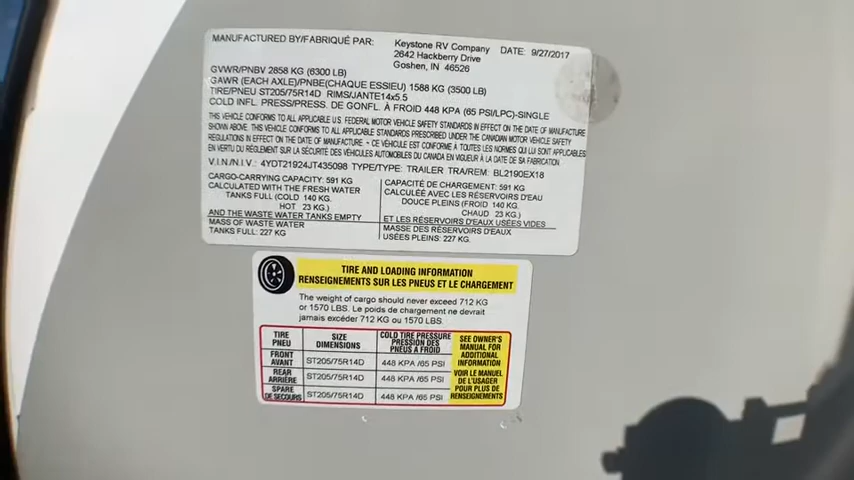 MANUFACTURED BY/FABRIQUÉ PAR: Keystone RV Company DATE: 9/27/2017
2642 Hackberry Drive
Goshen, IN 46526
GVWR/PNBV 2858 KG (6300 LB)
GAWR (EACH AXLE)/PNBE(CHAQUE ESSIEU) 1588 KG (3500 LB)
TIRE/PNEU ST205/75R14D RIMS/JANTE14x5.5
COLD INFL. PRESS/PRESS. DE GONFL. À FROID 448 KPA (65 PSI/LPC)-SINGLE
THIS VEHICLE CONFORMS TO ALL APPLICABLE U.S. FEDERAL MOTOR VEHICLE SAFETY STANDARDS IN EFFECT ON THE DATE OF MANUFACTURE
SHOWN ABOVE. THIS VEHICLE CONFORMS TO ALL APPLICABLE STANDARDS PRESCRIBED UNDER THE CANADIAN MOTOR VEHICLE SAFETY
REGULATIONS IN EFFECT ON THE DATE OF MANUFACTURE • CE VÉHICULE EST CONFORME À TOUTES LES NORMES QUI LUI SONT APPLICABLES
EN VERTU DU RÉGLEMENT SUR LA SÉCURITÉ DES VÉHICULES AUTOMOBILES DU CANADA EN VIGUEUR À LA DATE DE SA FABRICATION
V.I.N./N.I.V.: 4YDT21924JT435098 TYPE/TYPE: TRAILER TRA/REM: BL2190EX18
CARGO-CARRYING CAPACITY: 591 KG
CALCULATED WITH THE FRESH WATER
TANKS FULL (COLD 140 KG.
HOT 23 KG.)
AND THE WASTE WATER TANKS EMPTY
MASS OF WASTE WATER
TANKS FULL: 227 KG
CAPACITÉ DE CHARGEMENT: 591 KG
CALCULÉE AVEC LES RÉSERVOIRS D'EAU
DOUCE PLEINS (FROID 140 KG.
CHAUD 23 KG.)
ET LES RÉSERVOIRS D'EAUX USÉES VIDES
MASSE DES RÉSERVOIRS D'EAUX
USÉES PLEINS: 227 KG.
TIRE AND LOADING INFORMATION
RENSEIGNEMENTS SUR LES PNEUS ET LE CHARGEMENT
The weight of cargo should never exceed 712 KG
or 1570 LBS. Le poids de chargement ne devrait
jamais excéder 712 KG ou 1570 LBS.
TIRE
PNEU
SIZE
DIMENSIONS
COLD TIRE PRESSURE
PRESSION DES
PNEUS A FROID
FRONT
AVANT
ST205/75R14D
448 KPA /65 PSI
REAR
ARRIÈRE
ST205/75R14D
448 KPA /65 PSI
SPARE
DE SECOURS
ST205/75R14D
448 KPA /65 PSI
SEE OWNER'S
MANUAL FOR
ADDITIONAL
INFORMATION
VOIR LE MANUEL
DE L'USAGER
POUR PLUS DE
RENSEIGNEMENTS